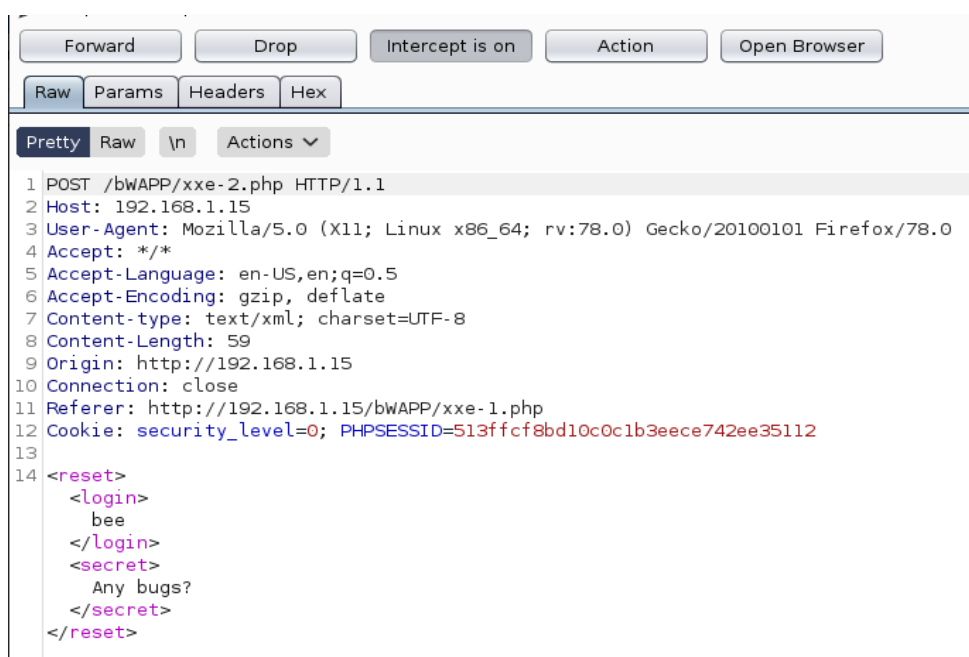 Forward Drop Intercept is on Action Open Browser
Raw Params Headers Hex
Pretty Raw \n Actions
1 POST /bWAPP/xxe-2.php HTTP/1.1
2 Host: 192.168.1.15
3 User-Agent: Mozilla/5.0 (X11; Linux x86_64; rv:78.0) Gecko/20100101 Firefox/78.0
4 Accept: */*
5 Accept-Language: en-US,en;q=0.5
6 Accept-Encoding: gzip, deflate
7 Content-type: text/xml; charset=UTF-8
8 Content-Length: 59
9 Origin: http://192.168.1.15
10 Connection: close
11 Referer: http://192.168.1.15/bWAPP/xxe-1.php
12 Cookie: security_level=0; PHPSESSID=513ffcf8bd10c0c1b3eece742ee35112
13
14 <reset>
<login>
bee
</login>
<secret>
Any bugs?
</secret>
</reset>